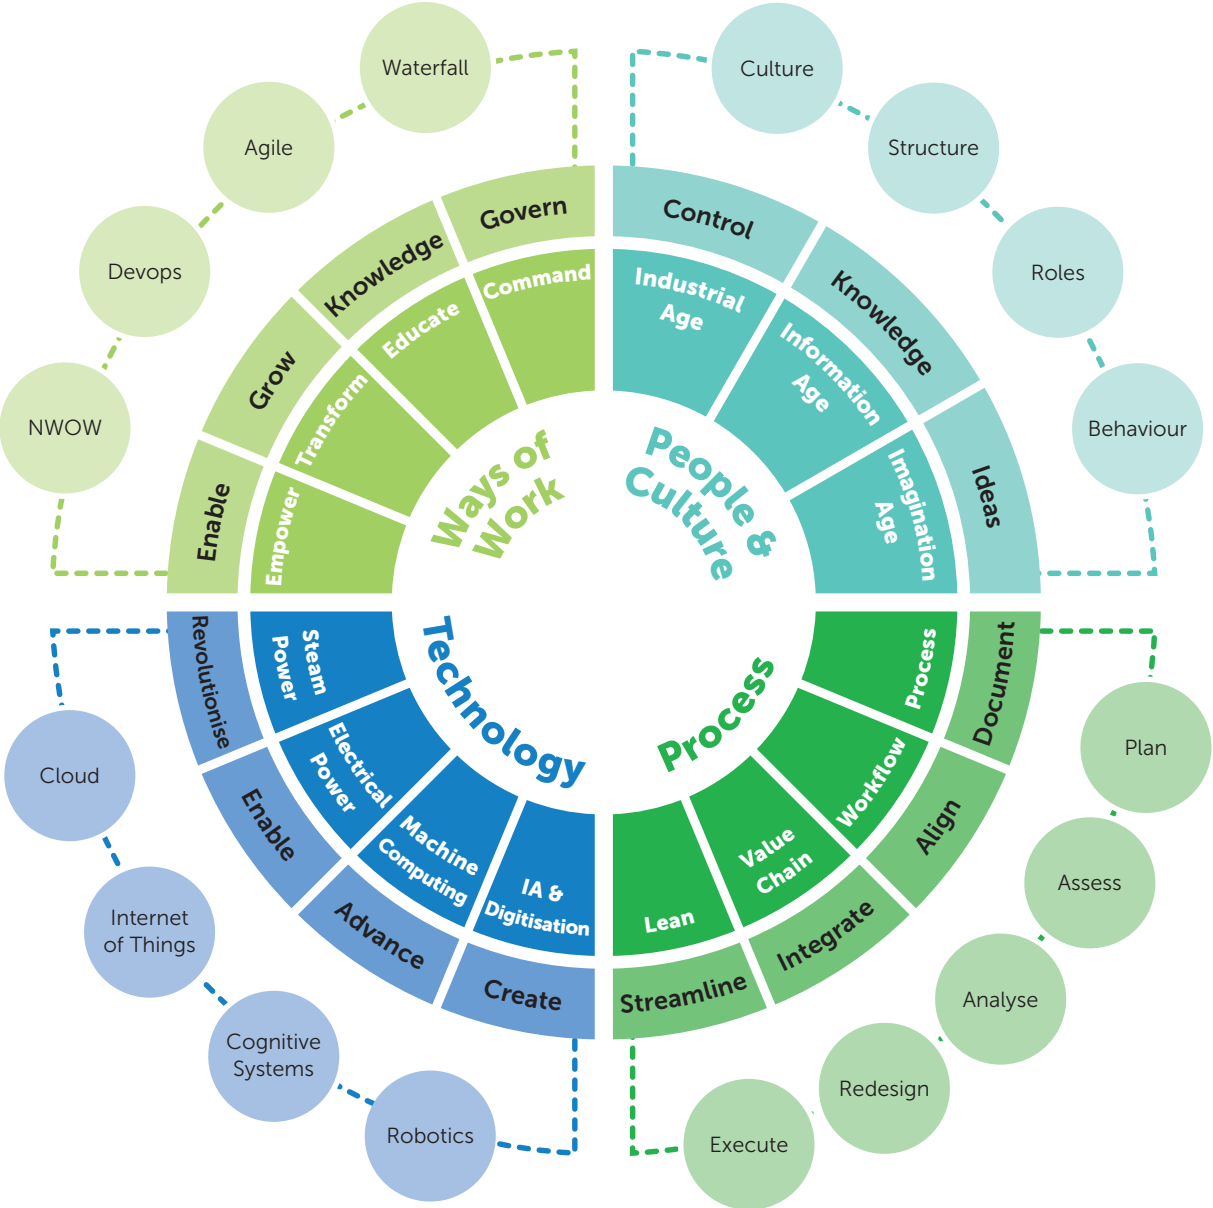 Waterfall
Agile
Devops
NWOW
Govern
Knowledge
Grow
Enable
Command
Educate
Transform
Empower
Ways of
Work
Culture
Structure
Roles
Behaviour
Control
Knowledge
Ideas
Industrial
Age
Information
Age
Imagination
Age
People &
Culture
Technology
Steam
Power
Electrical
Power
Machine
Computing
IA &
Digitisation
Revolutionise
Enable
Advance
Create
Cloud
Internet
of Things
Cognitive
Systems
Robotics
Process
Process
Workflow
Value
Chain
Lean
Document
Align
Integrate
Streamline
Plan
Assess
Analyse
Redesign
Execute